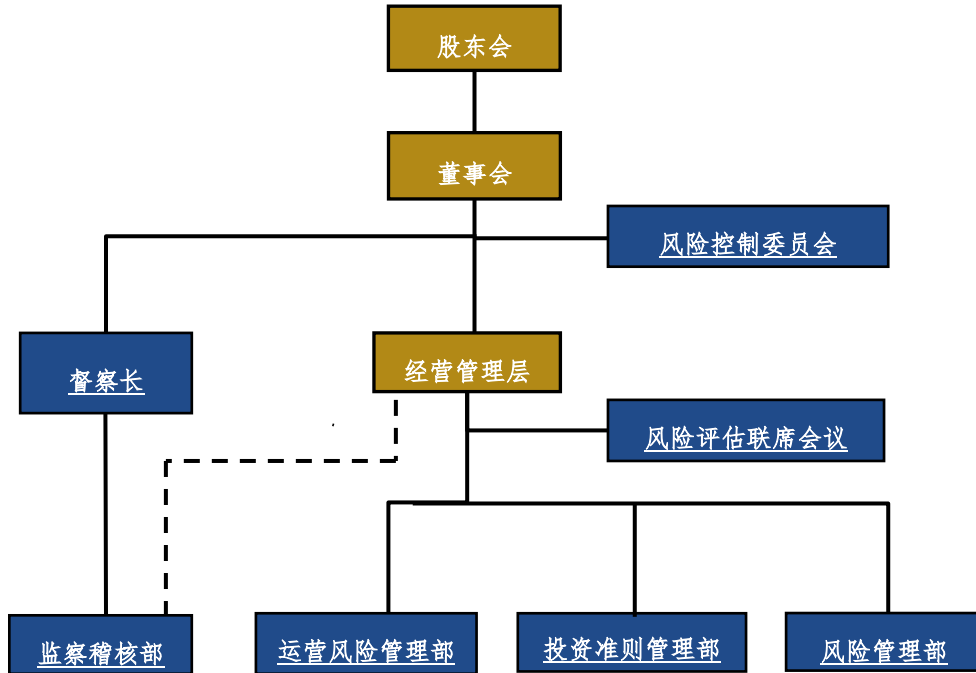 股东会
董事会
风险控制委员会
督察长
经营管理层
风险评估联席会议
监察稽核部
运营风险管理部
投资准则管理部
风险管理部